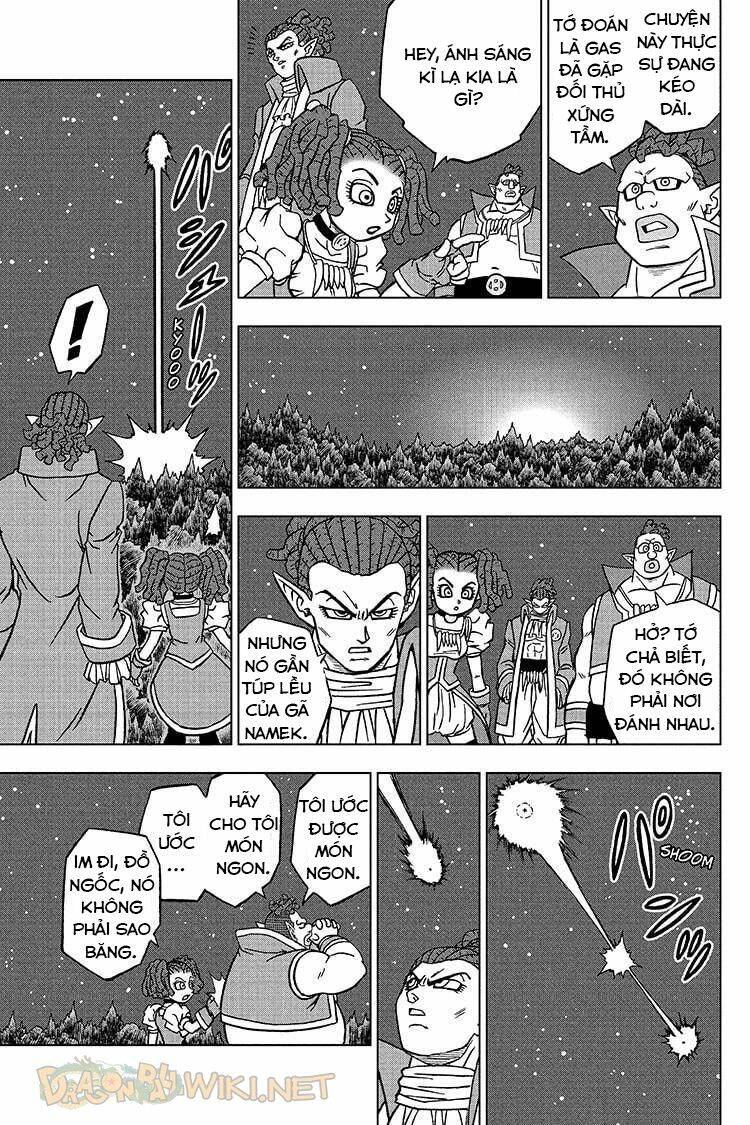 CHUYỆN
NÀY THỰC
SỰ ĐANG
KÉO
DÀI.
TỚ ĐOÁN
LÀ GAS
ĐÃ GẶP
ĐỐI THỦ
XỨNG
TẦM.
HEY, ÁNH SÁNG
KÌ LẠ KIA LÀ
GÌ?
KYOOO
!
HỞ? TỚ
CHẢ BIẾT,
ĐÓ KHÔNG
PHẢI NƠI
ĐÁNH NHAU.
NHƯNG
NÓ GẦN
TÚP LỀU
CỦA GÃ
NAMEK.
SHOOM
TÔI ƯỚC
ĐƯỢC
MÓN
NGON.
HÃY
CHO TÔI
MÓN
NGON.
TÔI
ƯỚC
...
IM ĐI, ĐỒ
NGỐC, NÓ
KHÔNG
PHẢI SAO
BĂNG.
DRAGON BALL WIKI.NET